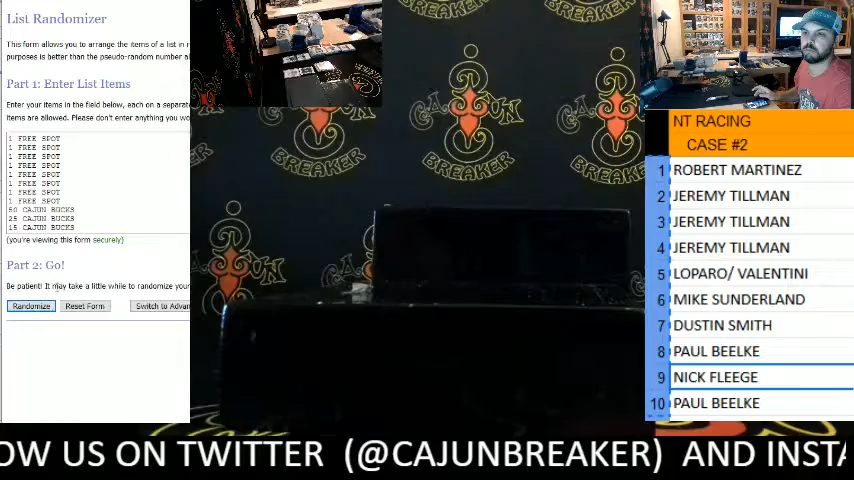 List Randomizer
This form allows you to arrange the items of a list in r
purposes is better than the pseudo-random number al
Part 1: Enter List Items
Enter your items in the field below, each on a separat
items are allowed. Please don't enter anything you wo
1 FREE SPOT
1 FREE SPOT
1 FREE SPOT
1 FREE SPOT
1 FREE SPOT
1 FREE SPOT
1 FREE SPOT
1 FREE SPOT
50 CAJUN BUCKS
25 CAJUN BUCKS
15 CAJUN BUCKS
(you're viewing this form securely)
Part 2: Go!
Be patient! It may take a little while to randomize your
Randomize
Reset Form
Switch to Advan
BREAKER
BREAKER
CAJUN
BREAKER
BREAKER
NT RACING
CASE #2
1 ROBERT MARTINEZ
2 JEREMY TILLMAN
3 JEREMY TILLMAN
4 JEREMY TILLMAN
5 LOPARO/ VALENTINI
6 MIKE SUNDERLAND
7 DUSTIN SMITH
8 PAUL BEELKE
9 NICK FLEEGE
10 PAUL BEELKE
OW US ON TWITTER (@CAJUNBREAKER) AND INSTA